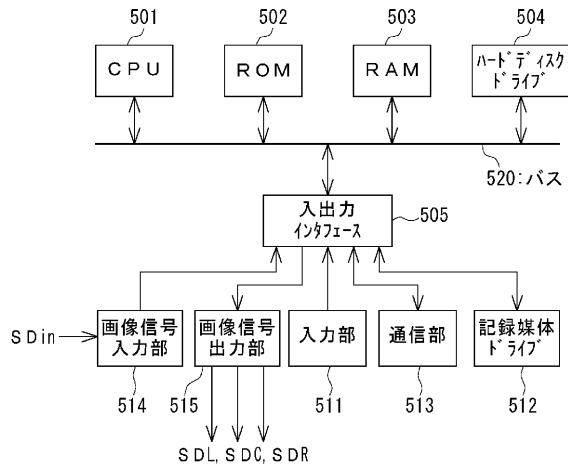 501
502
503
504
CPU
ROM
RAM
ﾊｰﾄﾞﾃﾞｨｽｸ
ﾄﾞﾗｲﾌﾞ
520:バス
入出力
ｲﾝﾀﾌｪｰｽ
505
SDin
画像信号
入力部
画像信号
出力部
入力部
通信部
記録媒体
ﾄﾞﾗｲﾌﾞ
514
515
511
513
512
SDL, SDC, SDR